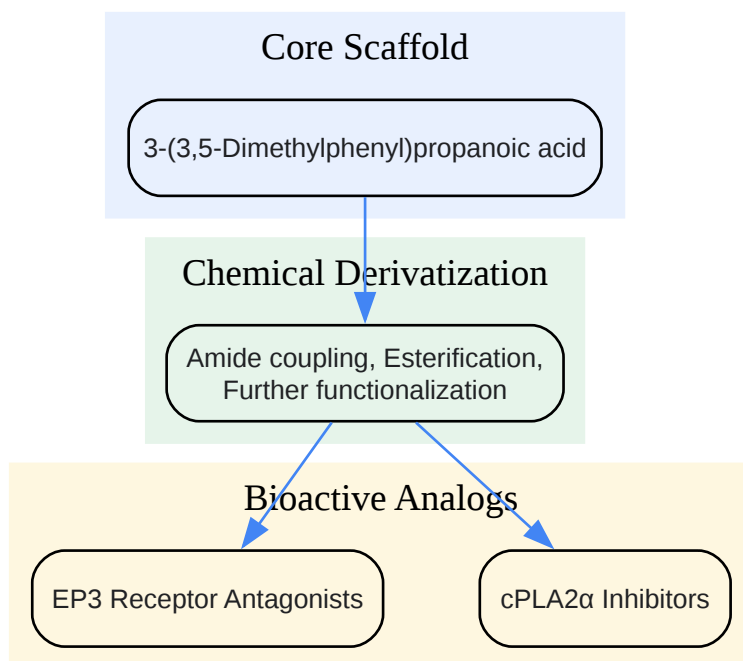 Core Scaffold
3-(3,5-Dimethylphenyl)propanoic acid
Chemical Derivatization
Amide coupling, Esterification,
Further functionalization
Bioactive Analogs
EP3 Receptor Antagonists
cPLA2α Inhibitors